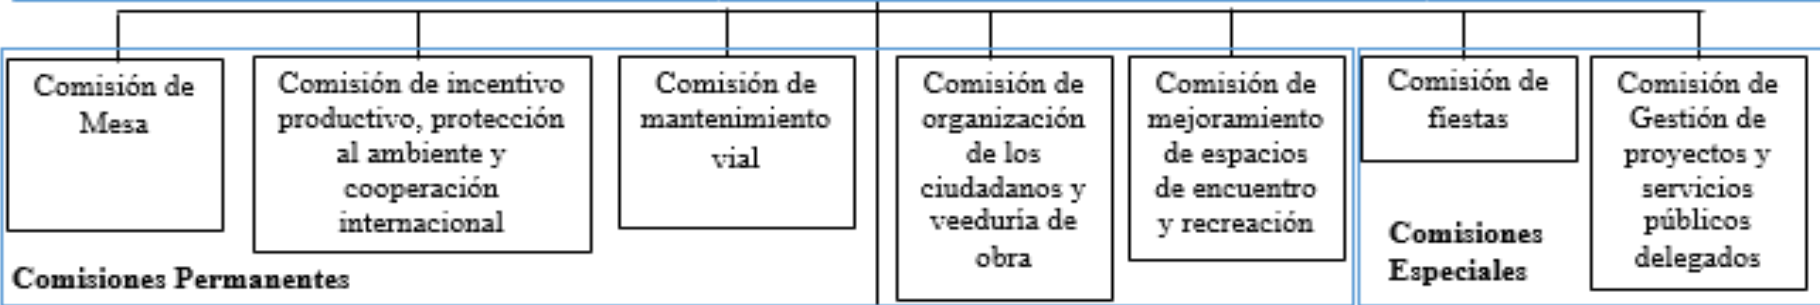 Comisión de
Mesa
Comisión de incentivo
productivo, protección
al ambiente y
cooperación
internacional
Comisión de
mantenimiento
vial
Comisión de
organización
de los
ciudadanos y
veeduría de
obra
Comisión de
mejoramiento
de espacios
de encuentro
y recreación
Comisiones Permanentes
Comisión de
fiestas
Comisión de
Gestión de
proyectos y
servicios
públicos
delegados
Comisiones
Especiales